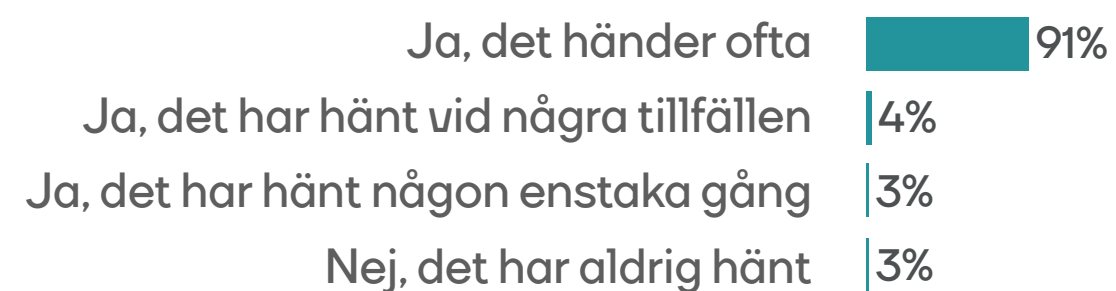 Ja, det händer ofta 91%
Ja, det har hänt vid några tillfällen 4%
Ja, det har hänt någon enstaka gång 3%
Nej, det har aldrig hänt 3%